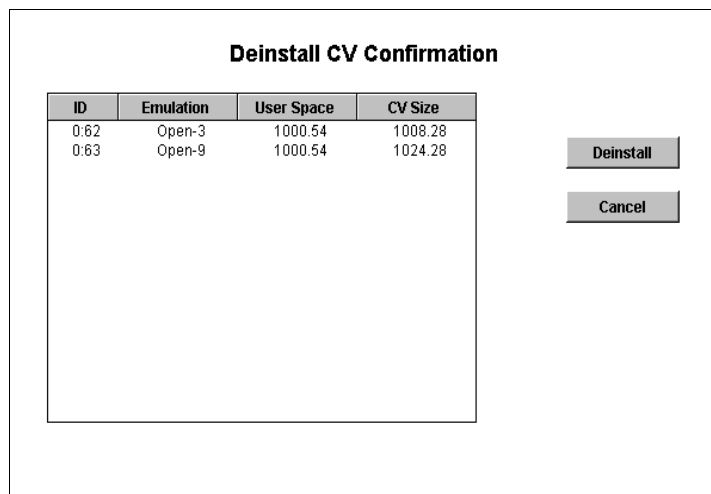 Deinstall CV Confirmation
ID Emulation User Space CV Size
0:62 Open-3 1000.54 1008.28
0:63 Open-9 1000.54 1024.28
Deinstall
Cancel